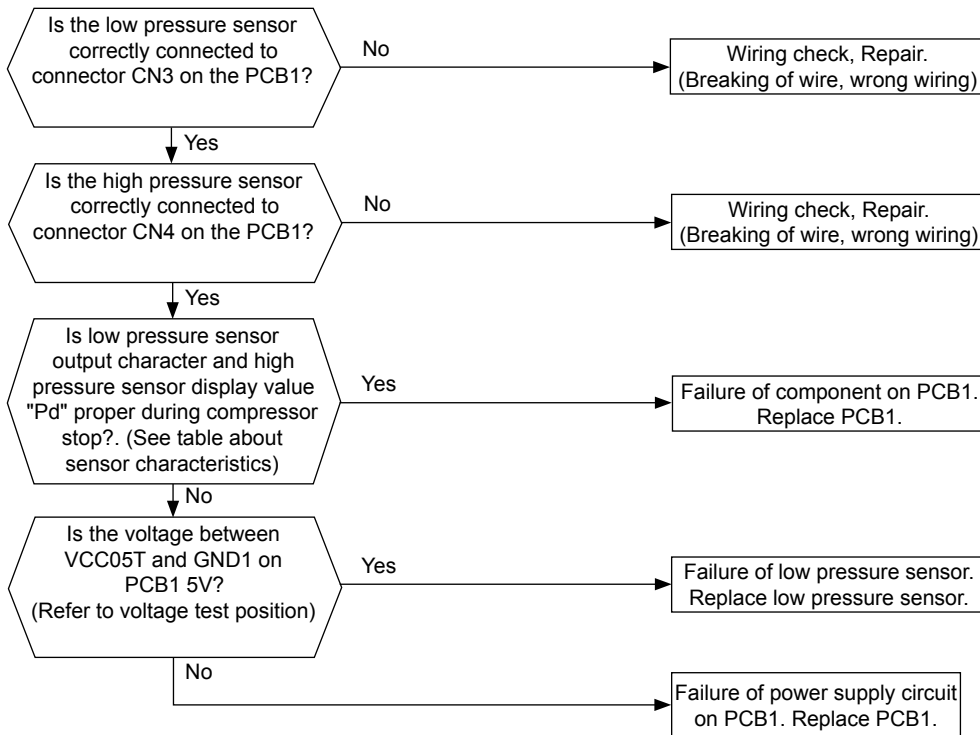 Is the low pressure sensor
correctly connected to
connector CN3 on the PCB1?
No
Wiring check, Repair.
(Breaking of wire, wrong wiring)
Yes
Is the high pressure sensor
correctly connected to
connector CN4 on the PCB1?
No
Wiring check, Repair.
(Breaking of wire, wrong wiring)
Yes
Is low pressure sensor
output character and high
pressure sensor display value
"Pd" proper during compressor
stop?. (See table about
sensor characteristics)
Yes
Failure of component on PCB1.
Replace PCB1.
No
Is the voltage between
VCC05T and GND1 on
PCB1 5V?
(Refer to voltage test position)
Yes
Failure of low pressure sensor.
Replace low pressure sensor.
No
Failure of power supply circuit
on PCB1. Replace PCB1.